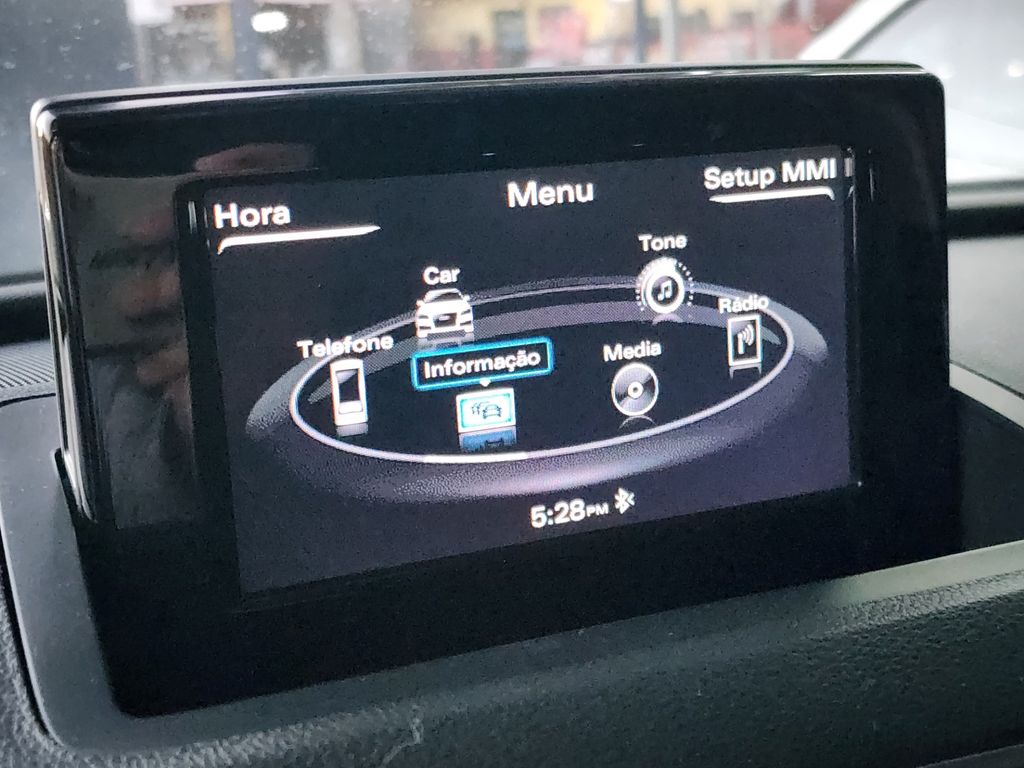 Hora
Menu
Setup MMI
Tone
Car
Rádio
Telefone
Informação
Media
5:28PM